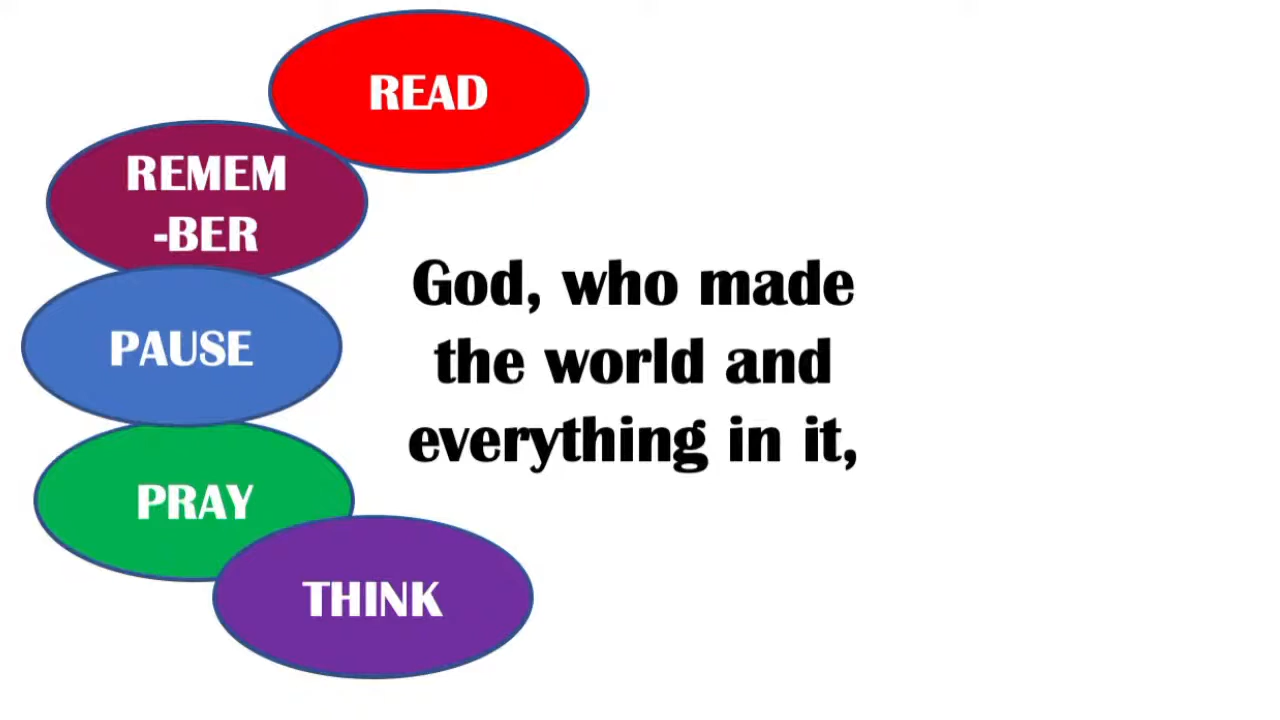 READ
REMEM
-BER
PAUSE
PRAY
THINK
God, who made
the world and
everything in it,